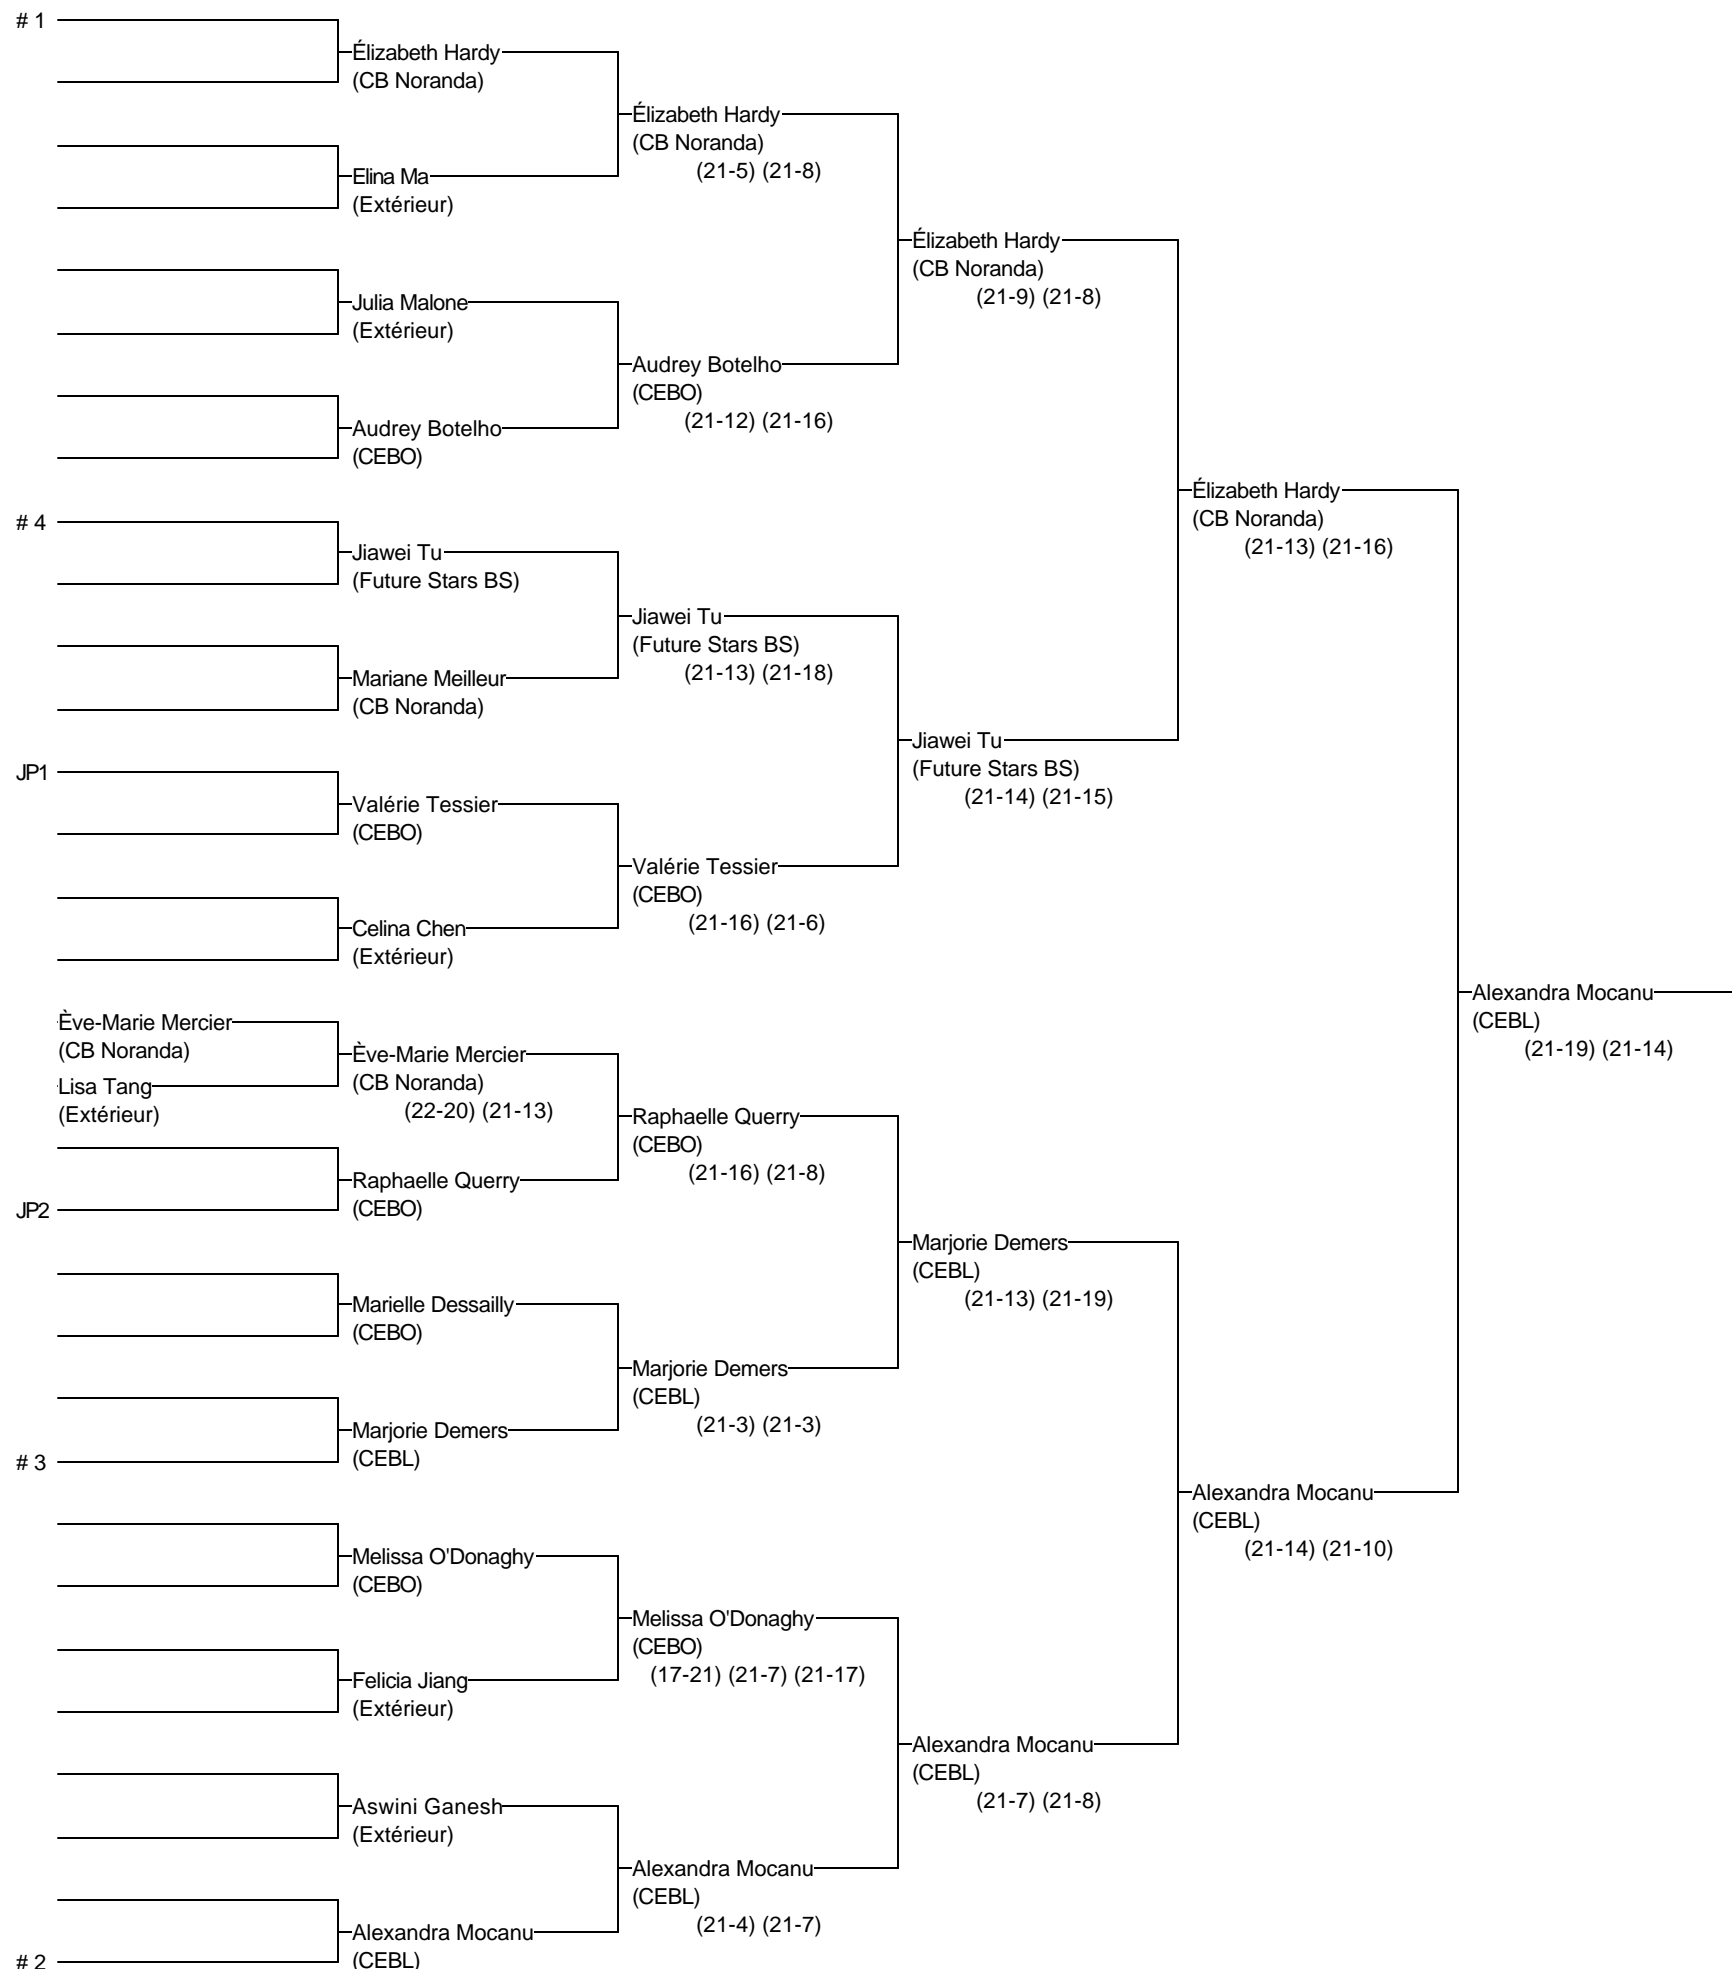 # 1
Élizabeth Hardy
(CB Noranda)
Élizabeth Hardy
(CB Noranda)
(21-5) (21-8)
Elina Ma
(Extérieur)
Élizabeth Hardy
(CB Noranda)
(21-9) (21-8)
Julia Malone
(Extérieur)
Audrey Botelho
(CEBO)
(21-12) (21-16)
Audrey Botelho
(CEBO)
Élizabeth Hardy
(CB Noranda)
(21-13) (21-16)
# 4
Jiawei Tu
(Future Stars BS)
Jiawei Tu
(Future Stars BS)
(21-13) (21-18)
Mariane Meilleur
(CB Noranda)
Jiawei Tu
(Future Stars BS)
(21-14) (21-15)
JP1
Valérie Tessier
(CEBO)
Valérie Tessier
(CEBO)
(21-16) (21-6)
Celina Chen
(Extérieur)
Alexandra Mocanu
(CEBL)
(21-19) (21-14)
Ève-Marie Mercier
(CB Noranda)
Lisa Tang
(Extérieur)
Ève-Marie Mercier
(CB Noranda)
(22-20) (21-13)
Raphaelle Querry
(CEBO)
(21-16) (21-8)
Raphaelle Querry
(CEBO)
JP2
Marjorie Demers
(CEBL)
(21-13) (21-19)
Marielle Dessailly
(CEBO)
Marjorie Demers
(CEBL)
(21-3) (21-3)
Marjorie Demers
(CEBL)
# 3
Alexandra Mocanu
(CEBL)
(21-14) (21-10)
Melissa O'Donaghy
(CEBO)
Melissa O'Donaghy
(CEBO)
(17-21) (21-7) (21-17)
Felicia Jiang
(Extérieur)
Alexandra Mocanu
(CEBL)
(21-7) (21-8)
Aswini Ganesh
(Extérieur)
Alexandra Mocanu
(CEBL)
(21-4) (21-7)
Alexandra Mocanu
(CEBL)
# 2